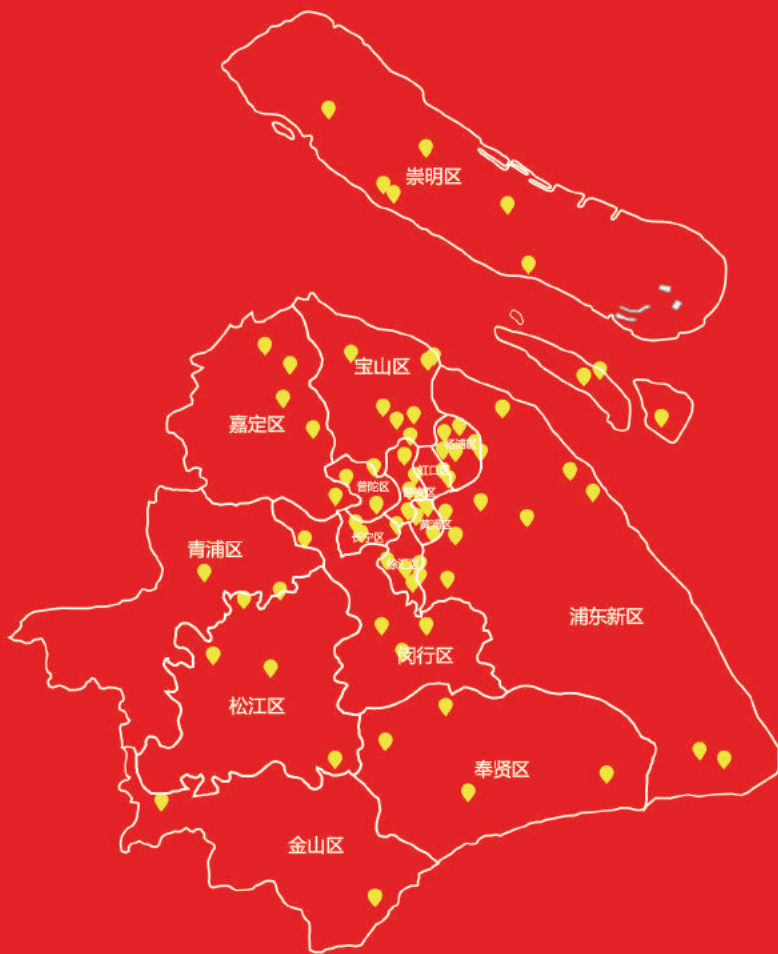 崇明区
宝山区
嘉定区
杨浦区
虹口区
普陀区
静安区
黄浦区
长宁区
青浦区
徐汇区
浦东新区
闵行区
松江区
奉贤区
金山区